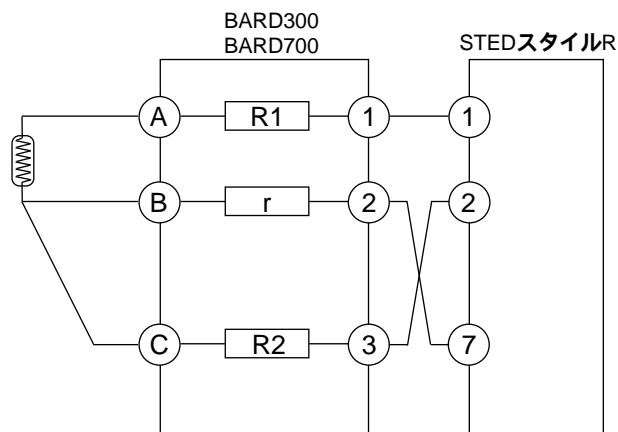 BARD300
BARD700
STEDスタイルR
A R1 1 1
B r 2 2
C R2 3 7